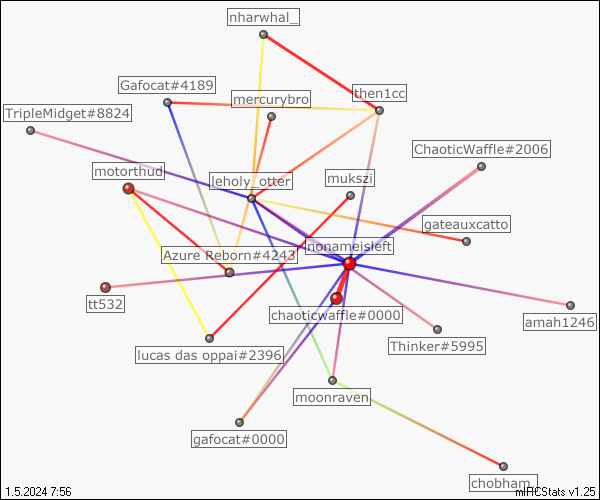 nharwhal_
Gafocat#4189
mercurybro
then1cc
TripleMidget#8824
ChaoticWaffle#2006
motorthud
leholy_otter
mukszi
gateauxcatto
nonameisleft
Azure Reborn#4243
tt532
chaoticwaffle#0000
amah1246
Thinker#5995
lucas das oppai#2396
moonraven
gafocat#0000
chobham_
1.5.2024 7:56
mIRCStats v1.25